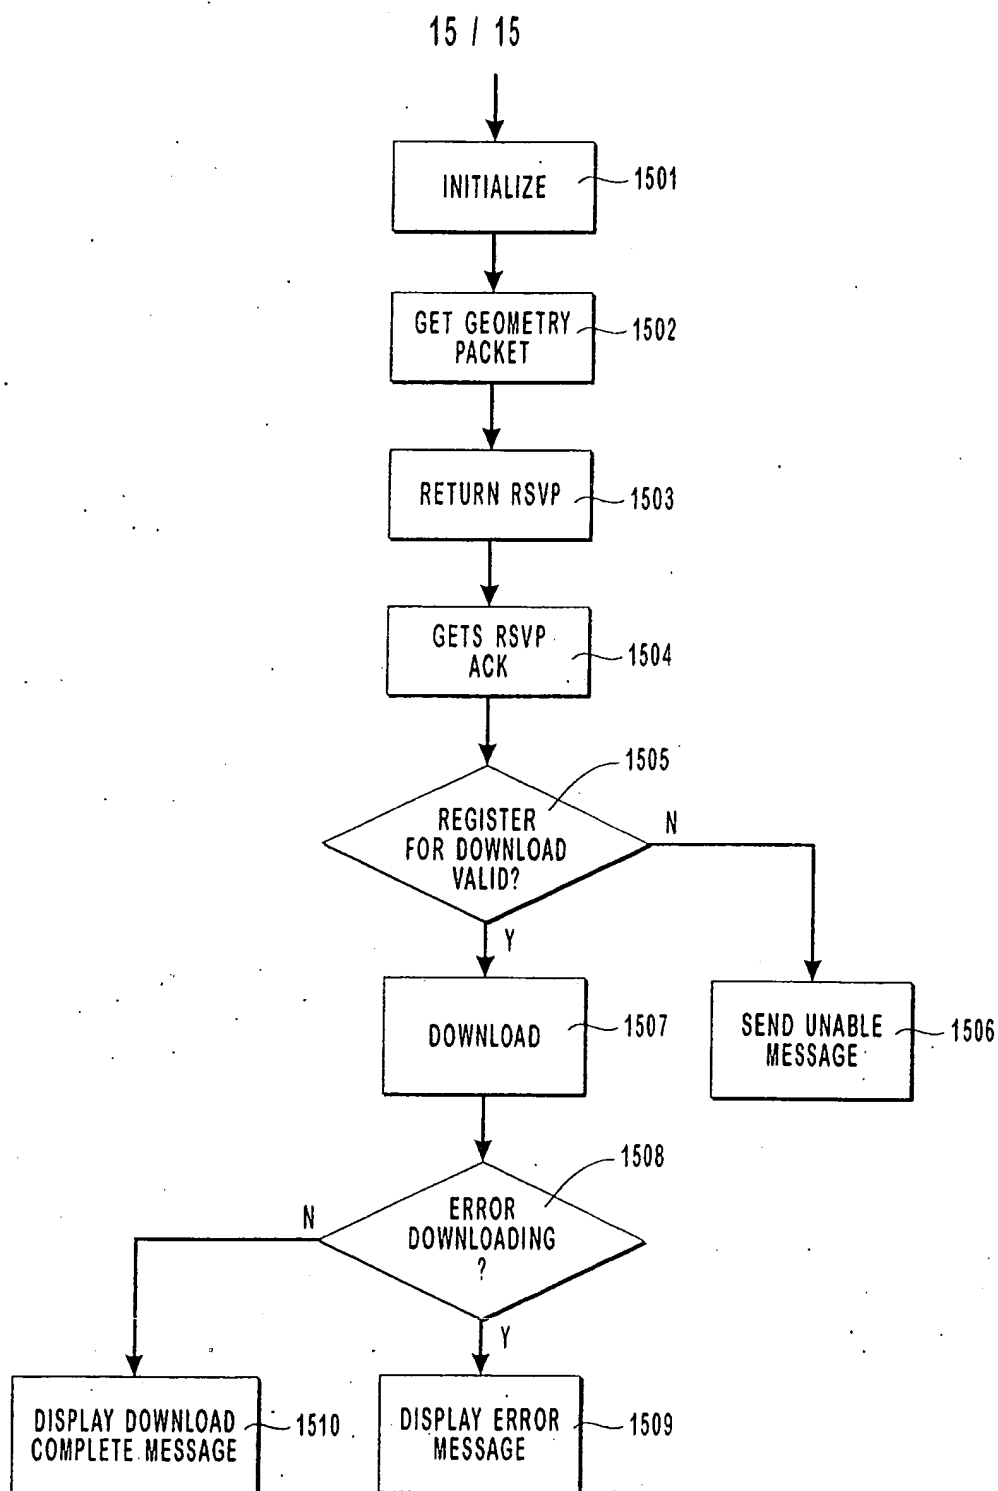 15 / 15
INITIALIZE
1501
GET GEOMETRY
PACKET
1502
RETURN RSVP
1503
GETS RSVP
ACK
1504
1505
REGISTER
FOR DOWNLOAD
VALID?
N
Y
DOWNLOAD
1507
SEND UNABLE
MESSAGE
1506
1508
ERROR
DOWNLOADING
?
N
Y
DISPLAY DOWNLOAD
COMPLETE MESSAGE
1510
DISPLAY ERROR
MESSAGE
1509